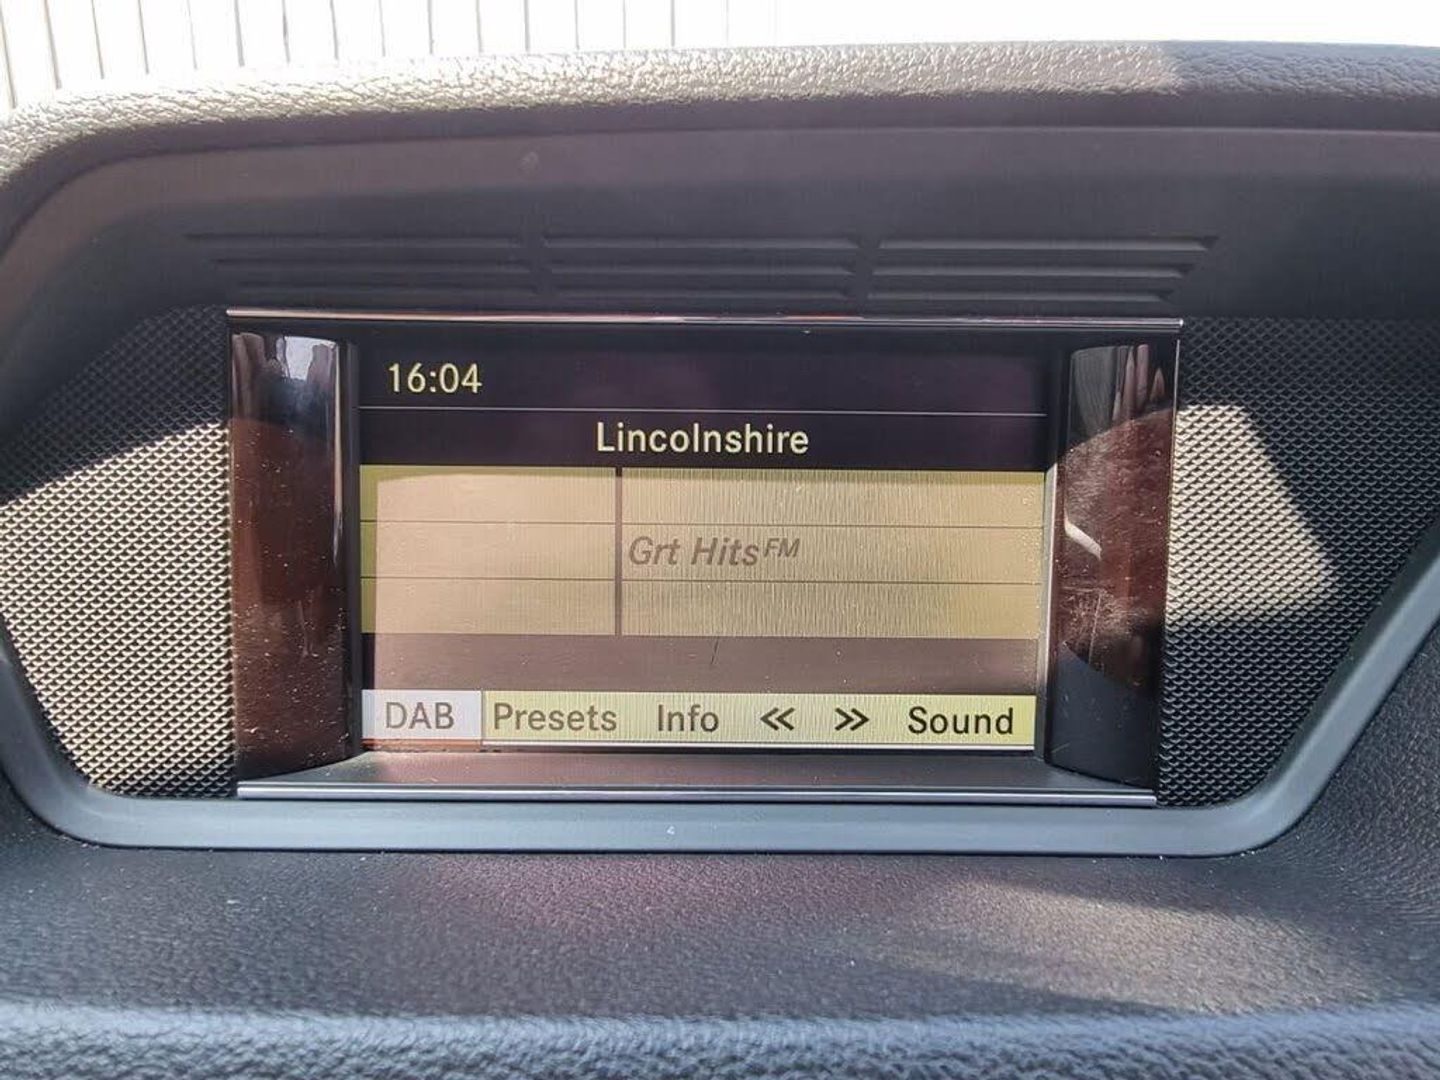 16:04
Lincolnshire
Grt Hits FM
DAB Presets Info << >> Sound